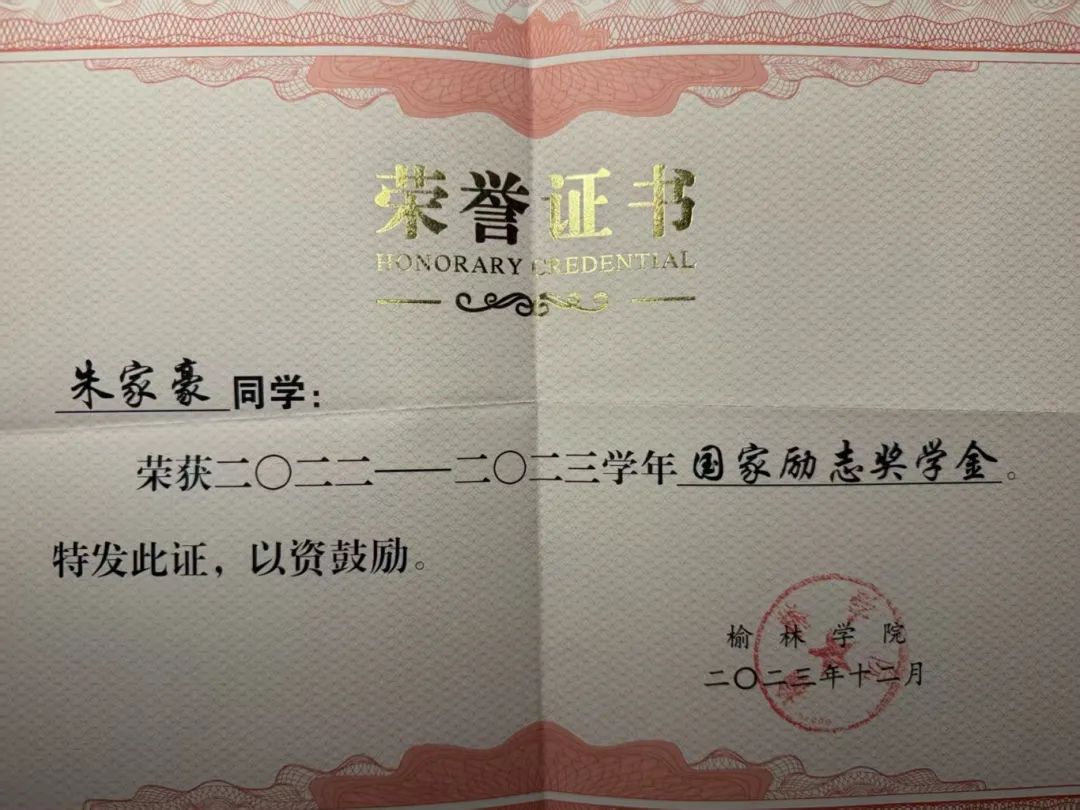 荣誉证书
HONORARY CREDENTIAL
朱家豪同学：
荣获二〇二二——二〇二三学年国家励志奖学金。
特发此证，以资鼓励。
榆林学院
二〇二三年十二月